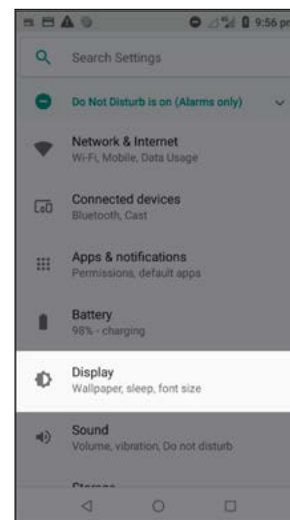 9:56 pm
Search Settings
Do Not Disturb is on (Alarms only)
Network & Internet
Wi-Fi, Mobile, Data Usage
Connected devices
Bluetooth, Cast
Apps & notifications
Permissions, default apps
Battery
98% - charging
Display
Wallpaper, sleep, font size
Sound
Volume, vibration, Do not disturb